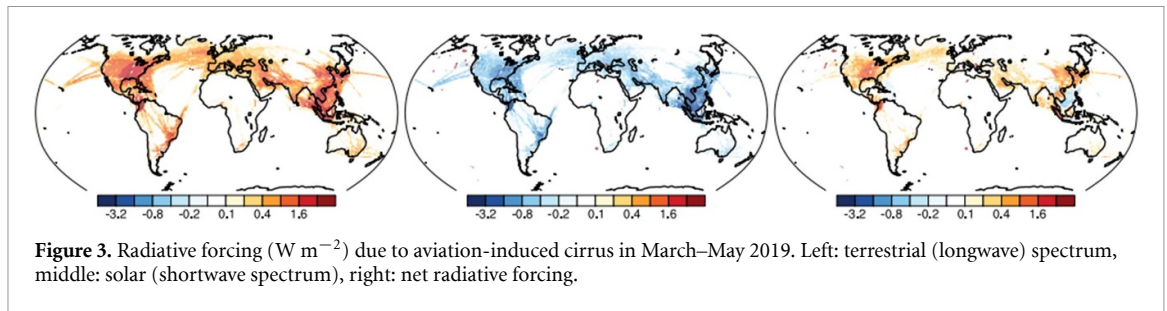 -3.2 -0.8 -0.2 0.1 0.4 1.6 -3.2 -0.8 -0.2 0.1 0.4 1.6 -3.2 -0.8 -0.2 0.1 0.4 1.6
Figure 3. Radiative forcing (W m−2) due to aviation-induced cirrus in March–May 2019. Left: terrestrial (longwave) spectrum,
middle: solar (shortwave spectrum), right: net radiative forcing.